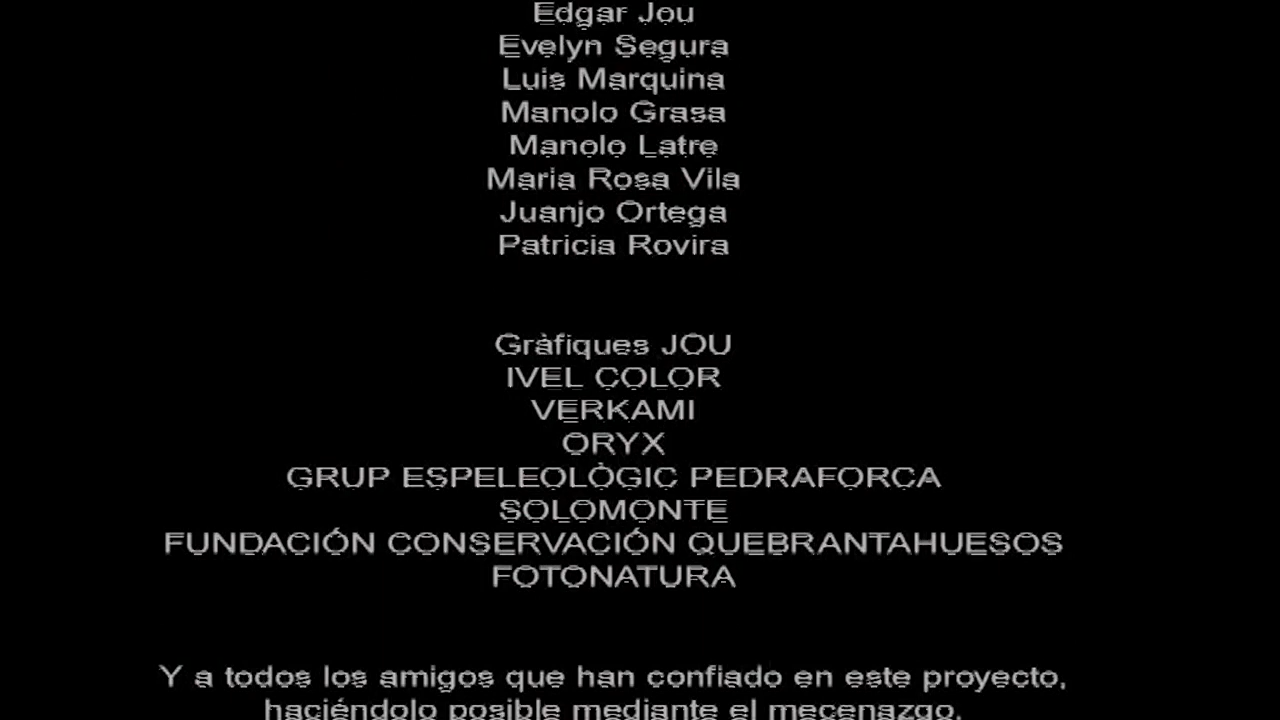 Edgar Jou
Evelyn Segura
Luis Marquina
Manolo Grasa
Manolo Latre
Maria Rosa Vila
Juanjo Ortega
Patricia Rovira
Gràfiques JOU
IVEL COLOR
VERKAMI
ORYX
GRUP ESPELEOLÒGIC PEDRAFORCA
SOLOMONTE
FUNDACIÓN CONSERVACIÓN QUEBRANTAHUESOS
FOTONATURA
Y a todos los amigos que han confiado en este proyecto,
haciéndolo posible mediante el mecenazgo.